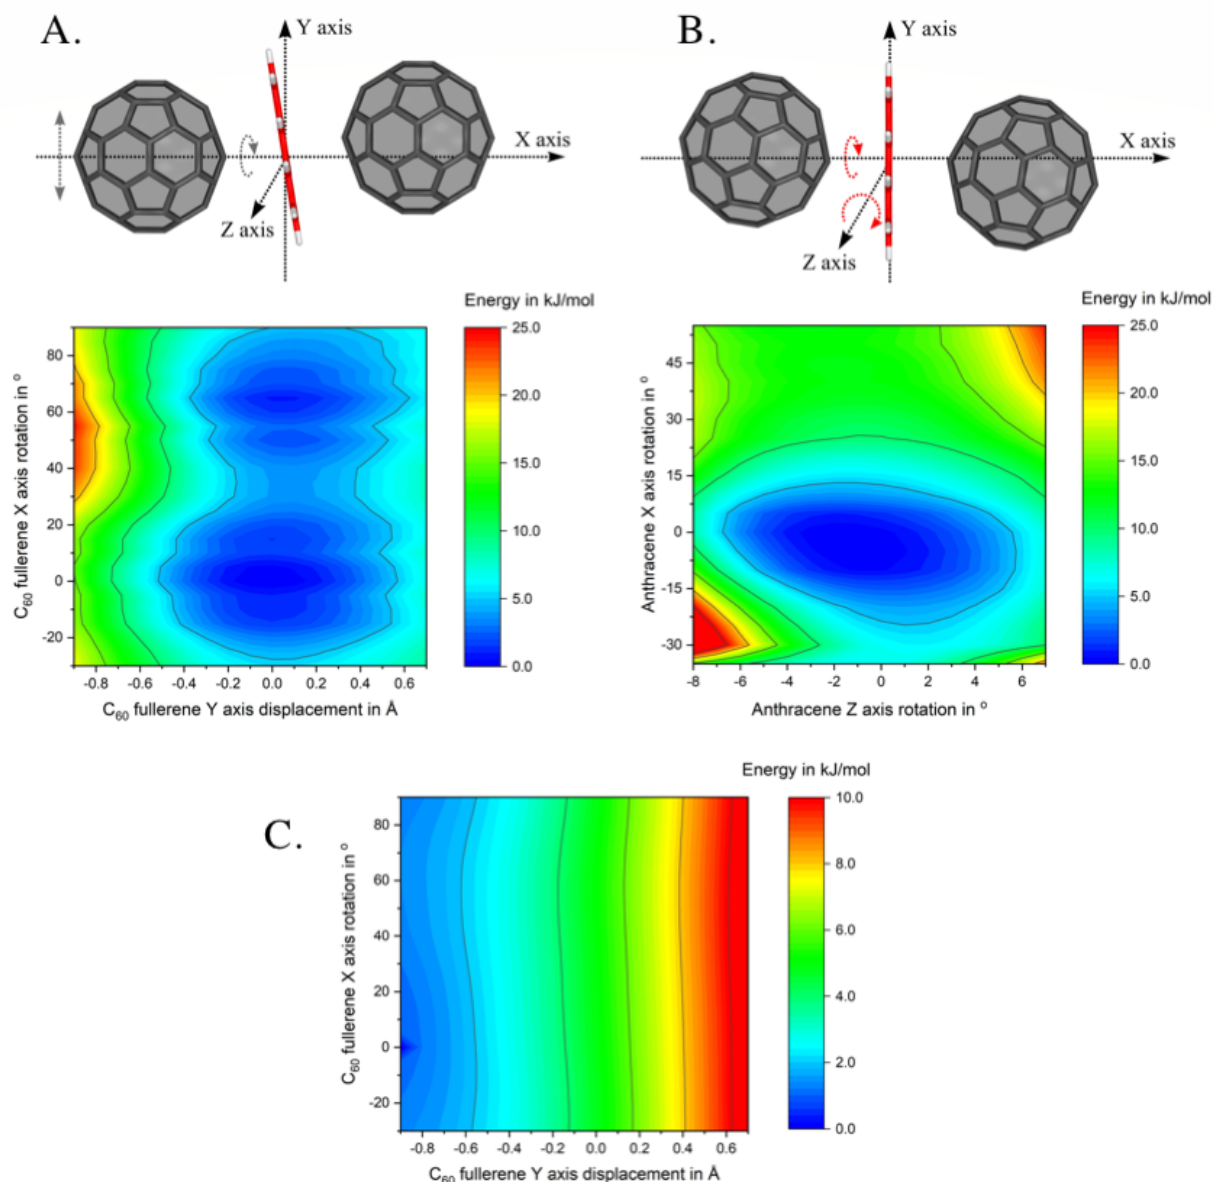 A.
Y axis
X axis
Z axis
B.
Y axis
X axis
Z axis
Energy in kJ/mol
25.0
20.0
15.0
10.0
5.0
0.0
80
60
40
20
0
-20
C₆₀ fullerene X axis rotation in °
-0.8 -0.6 -0.4 -0.2 0.0 0.2 0.4 0.6
C₆₀ fullerene Y axis displacement in Å
Energy in kJ/mol
25.0
20.0
15.0
10.0
5.0
0.0
45
30
15
0
-15
-30
Anthracene X axis rotation in °
-8 -6 -4 -2 0 2 4 6
Anthracene Z axis rotation in °
C.
Energy in kJ/mol
10.0
8.0
6.0
4.0
2.0
0.0
80
60
40
20
0
-20
C₆₀ fullerene X axis rotation in °
-0.8 -0.6 -0.4 -0.2 0.0 0.2 0.4 0.6
C₆₀ fullerene Y axis displacement in Å